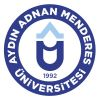 AYDIN ADNAN MENDERES
ÜNİVERSİTESİ
1992